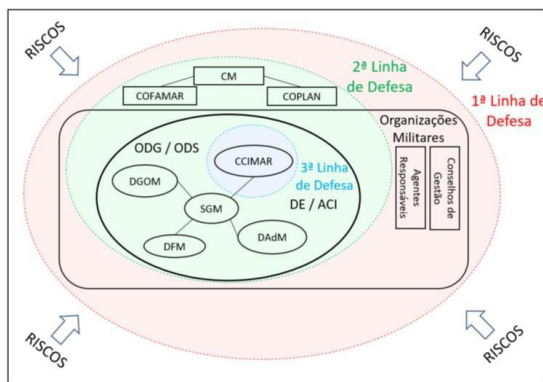 RISCOS
RISCOS
CM
COFAMAR
COPLAN
2ª Linha
de Defesa
1ª Linha de
Defesa
Organizações
Militares
ODG / ODS
CCIMAR
3ª Linha
de Defesa
DE / ACI
DGOM
SGM
DFM
DAdM
Agentes
Responsáveis
Conselhos de
Gestão
RISCOS
RISCOS